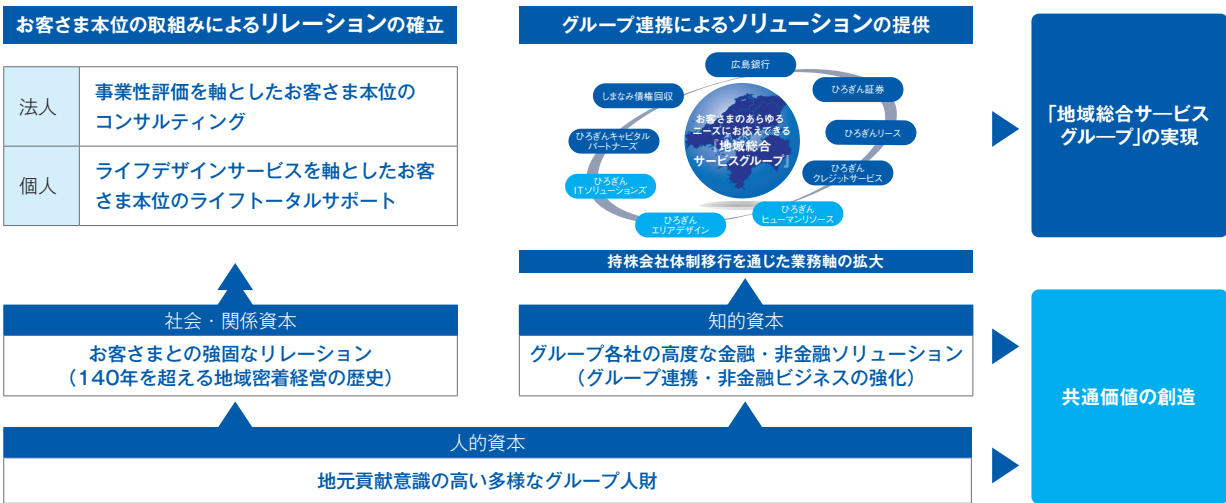 お客さま本位の取組みによるリレーションの確立
法人
事業性評価を軸としたお客さま本位の
コンサルティング
個人
ライフデザインサービスを軸としたお客
さま本位のライフトータルサポート
グループ連携によるソリューションの提供
広島銀行
しまなみ債権回収
ひろぎん証券
ひろぎんキャピタル
パートナーズ
ひろぎんリース
ひろぎん
ITソリューションズ
ひろぎん
クレジットサービス
ひろぎん
エリアデザイン
ひろぎん
ヒューマンリソース
お客さまのあらゆる
ニーズにお応えできる
『地域総合
サービスグループ』
持株会社体制移行を通じた業務軸の拡大
「地域総合サービス
グループ」の実現
社会・関係資本
お客さまとの強固なリレーション
（140年を超える地域密着経営の歴史）
知的資本
グループ各社の高度な金融・非金融ソリューション
（グループ連携・非金融ビジネスの強化）
人的資本
地元貢献意識の高い多様なグループ人財
共通価値の創造